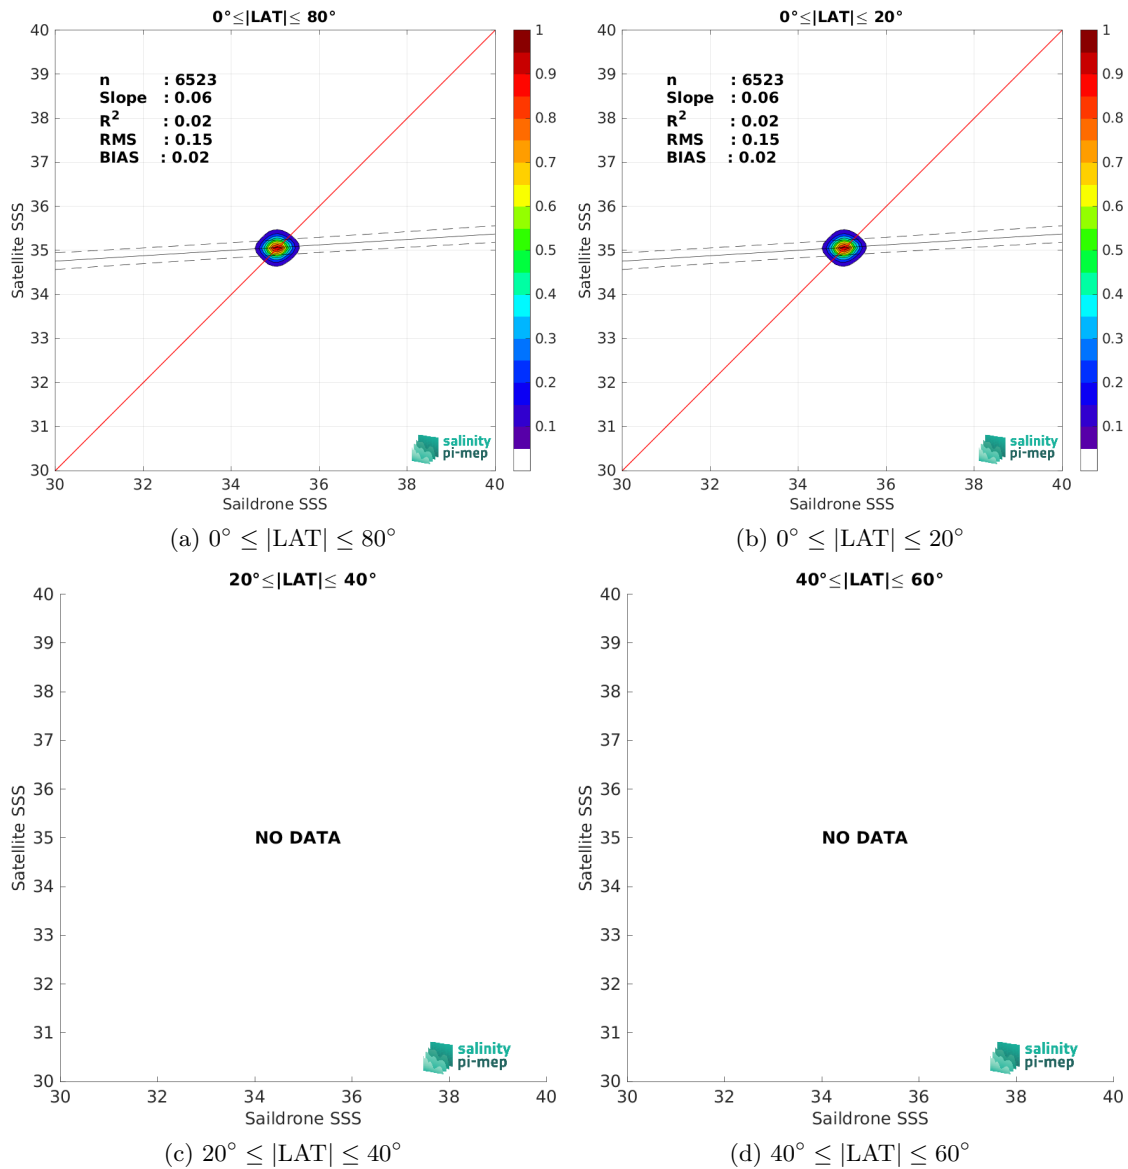 0°≤|LAT|≤ 80°
40
39
38
37
36
35
34
33
32
31
30
Satellite SSS
n : 6523
Slope : 0.06
R² : 0.02
RMS : 0.15
BIAS : 0.02
salinity
pi-mep
30 32 34 36 38 40
Saildrone SSS
1
0.9
0.8
0.7
0.6
0.5
0.4
0.3
0.2
0.1
(a) 0° ≤ |LAT| ≤ 80°
0°≤|LAT|≤ 20°
40
39
38
37
36
35
34
33
32
31
30
Satellite SSS
n : 6523
Slope : 0.06
R² : 0.02
RMS : 0.15
BIAS : 0.02
salinity
pi-mep
30 32 34 36 38 40
Saildrone SSS
1
0.9
0.8
0.7
0.6
0.5
0.4
0.3
0.2
0.1
(b) 0° ≤ |LAT| ≤ 20°
20°≤|LAT|≤ 40°
40
39
38
37
36
35
34
33
32
31
30
Satellite SSS
NO DATA
salinity
pi-mep
30 32 34 36 38 40
Saildrone SSS
(c) 20° ≤ |LAT| ≤ 40°
40°≤|LAT|≤ 60°
40
39
38
37
36
35
34
33
32
31
30
Satellite SSS
NO DATA
salinity
pi-mep
30 32 34 36 38 40
Saildrone SSS
(d) 40° ≤ |LAT| ≤ 60°